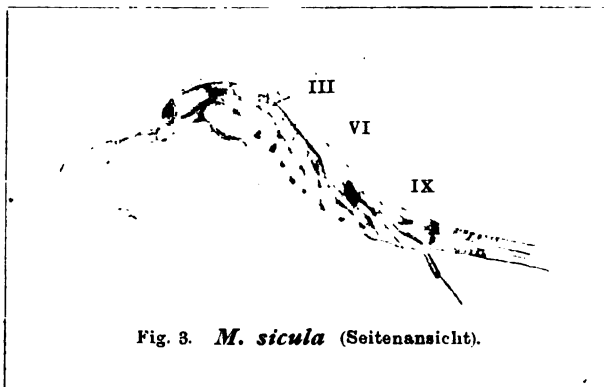 III
VI
IX
Fig. 3. M. sicula (Seitenansicht).